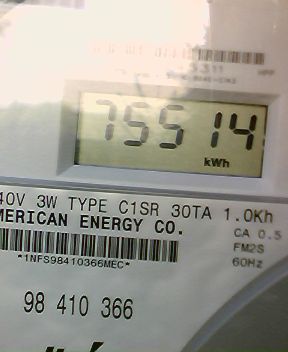 75514
kWh
40V 3W TYPE C1SR 30TA 1.0Kh
MERICAN ENERGY CO.
CA 0.5
FM2S
*1NFS98410366MEC*
60Hz
98 410 366